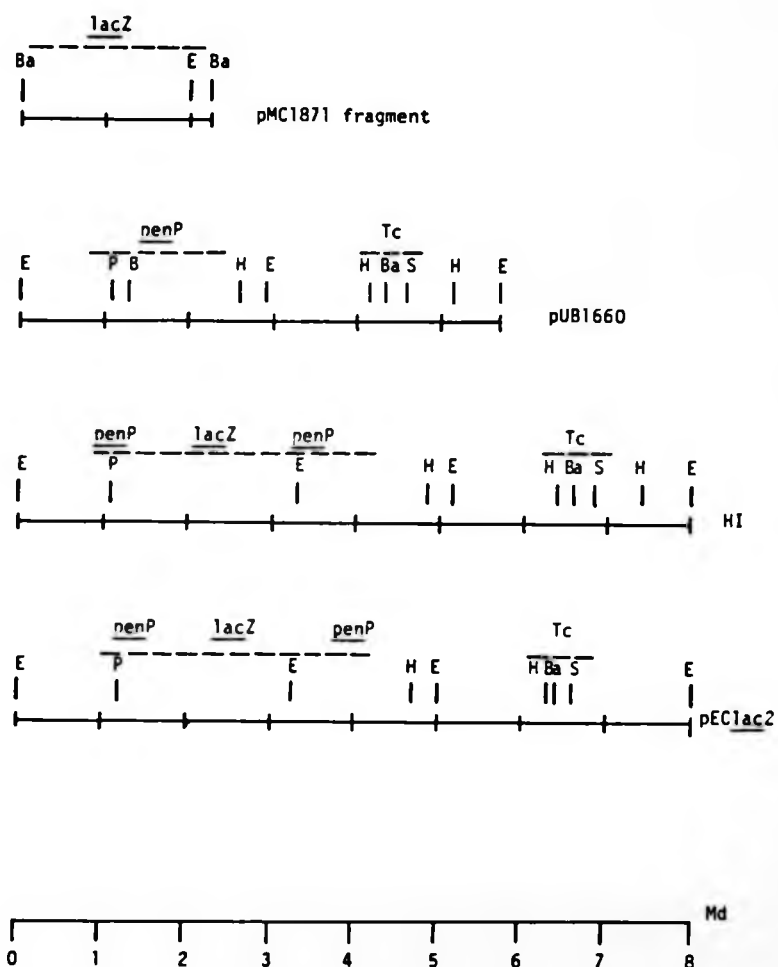 lacZ
Ba E Ba
pMC1871 fragment
penP Tc
E P B H E H Ba S H E
pUB1660
penP lacZ penP Tc
E P E H E H Ba S H E
HI
penP lacZ penP Tc
E P E H E H Ba S E
pEClac2
Md
0 1 2 3 4 5 6 7 8